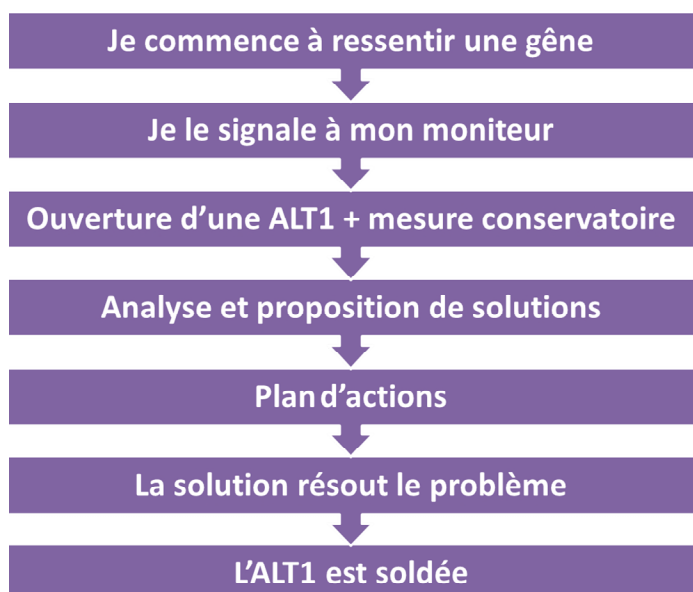 Je commence à ressentir une gêne
Je le signale à mon moniteur
Ouverture d’une ALT1 + mesure conservatoire
Analyse et proposition de solutions
Plan d’actions
La solution résout le problème
L’ALT1 est soldée